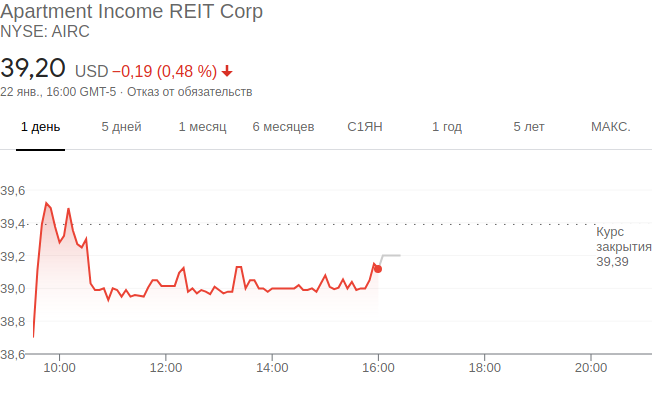 Apartment Income REIT Corp
NYSE: AIRC
39,20 USD −0,19 (0,48 %)
22 янв., 16:00 GMT-5 · Отказ от обязательств
1 день 5 дней 1 месяц 6 месяцев С1ЯН 1 год 5 лет МАКС.
39,6
39,4
Курс
закрытия
39,39
39,2
39,0
38,8
38,6
10:00 12:00 14:00 16:00 18:00 20:00